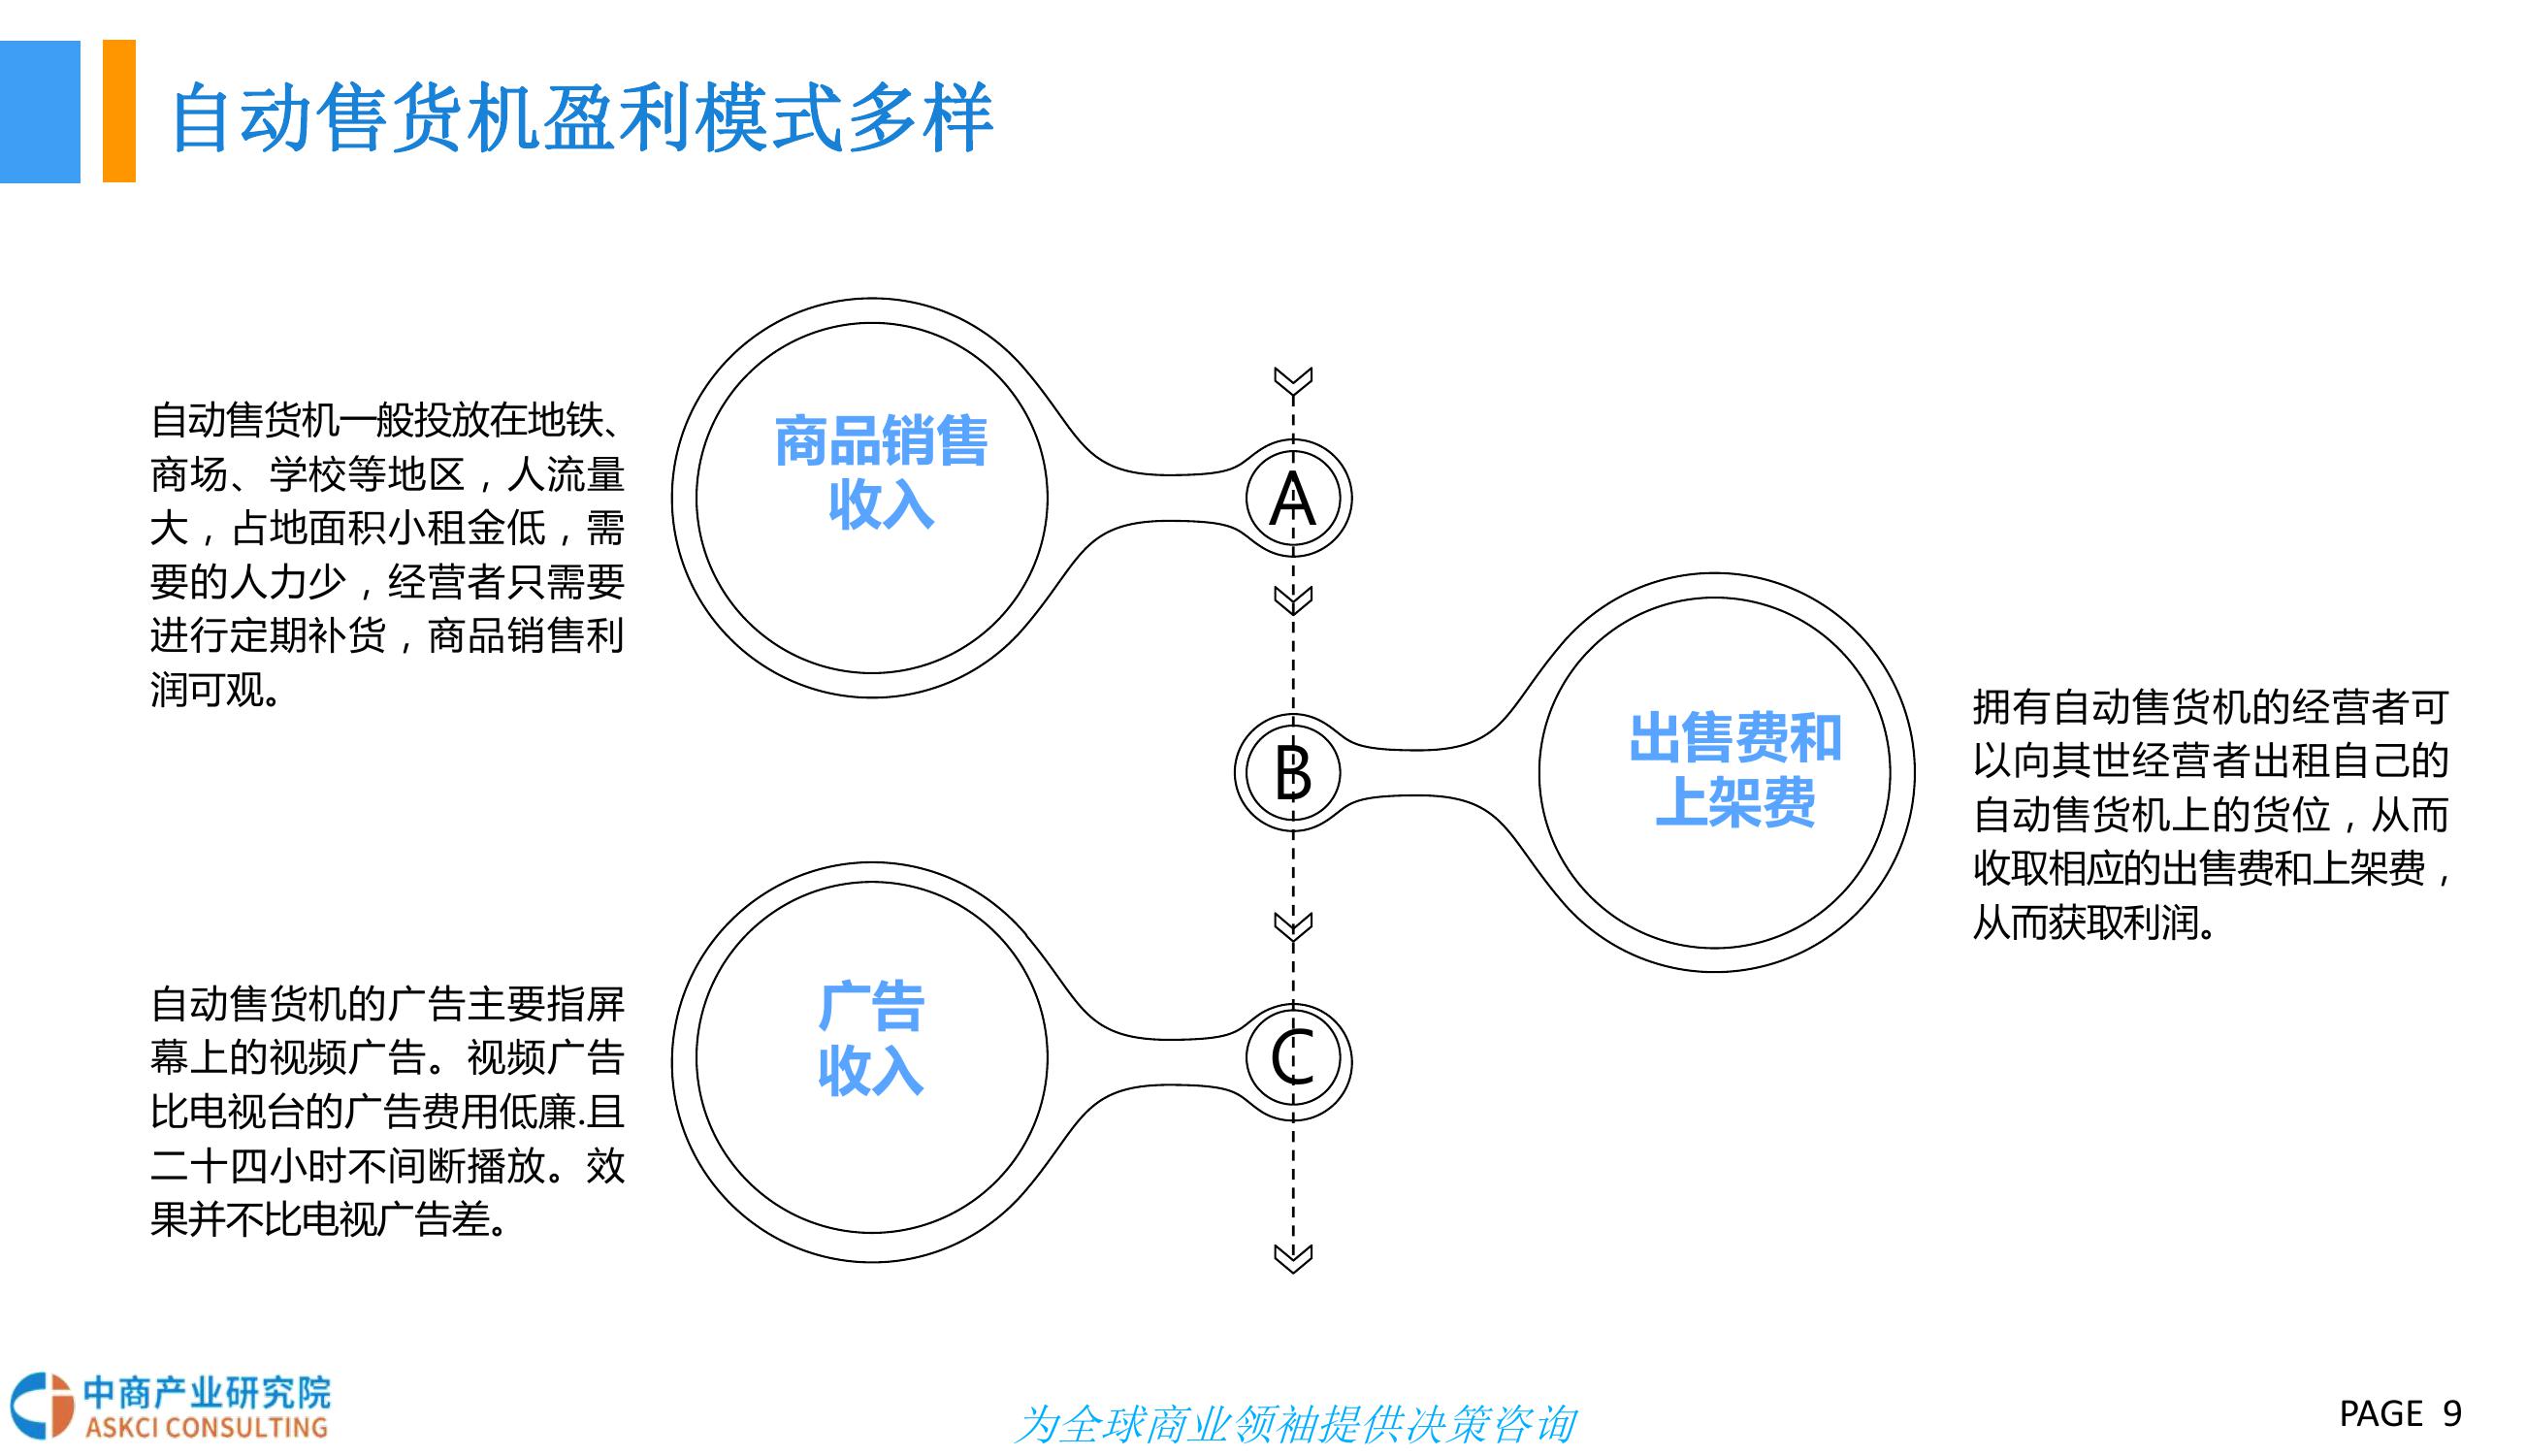 自动售货机盈利模式多样
自动售货机一般投放在地铁、
商场、学校等地区，人流量
大，占地面积小租金低，需
要的人力少，经营者只需要
进行定期补货，商品销售利
润可观。
商品销售
收入
A
B
出售费和
上架费
拥有自动售货机的经营者可
以向其世经营者出租自己的
自动售货机上的货位，从而
收取相应的出售费和上架费，
从而获取利润。
自动售货机的广告主要指屏
幕上的视频广告。视频广告
比电视台的广告费用低廉.且
二十四小时不间断播放。效
果并不比电视广告差。
广告
收入
C
中商产业研究院
ASKCI CONSULTING
为全球商业领袖提供决策咨询
PAGE 9